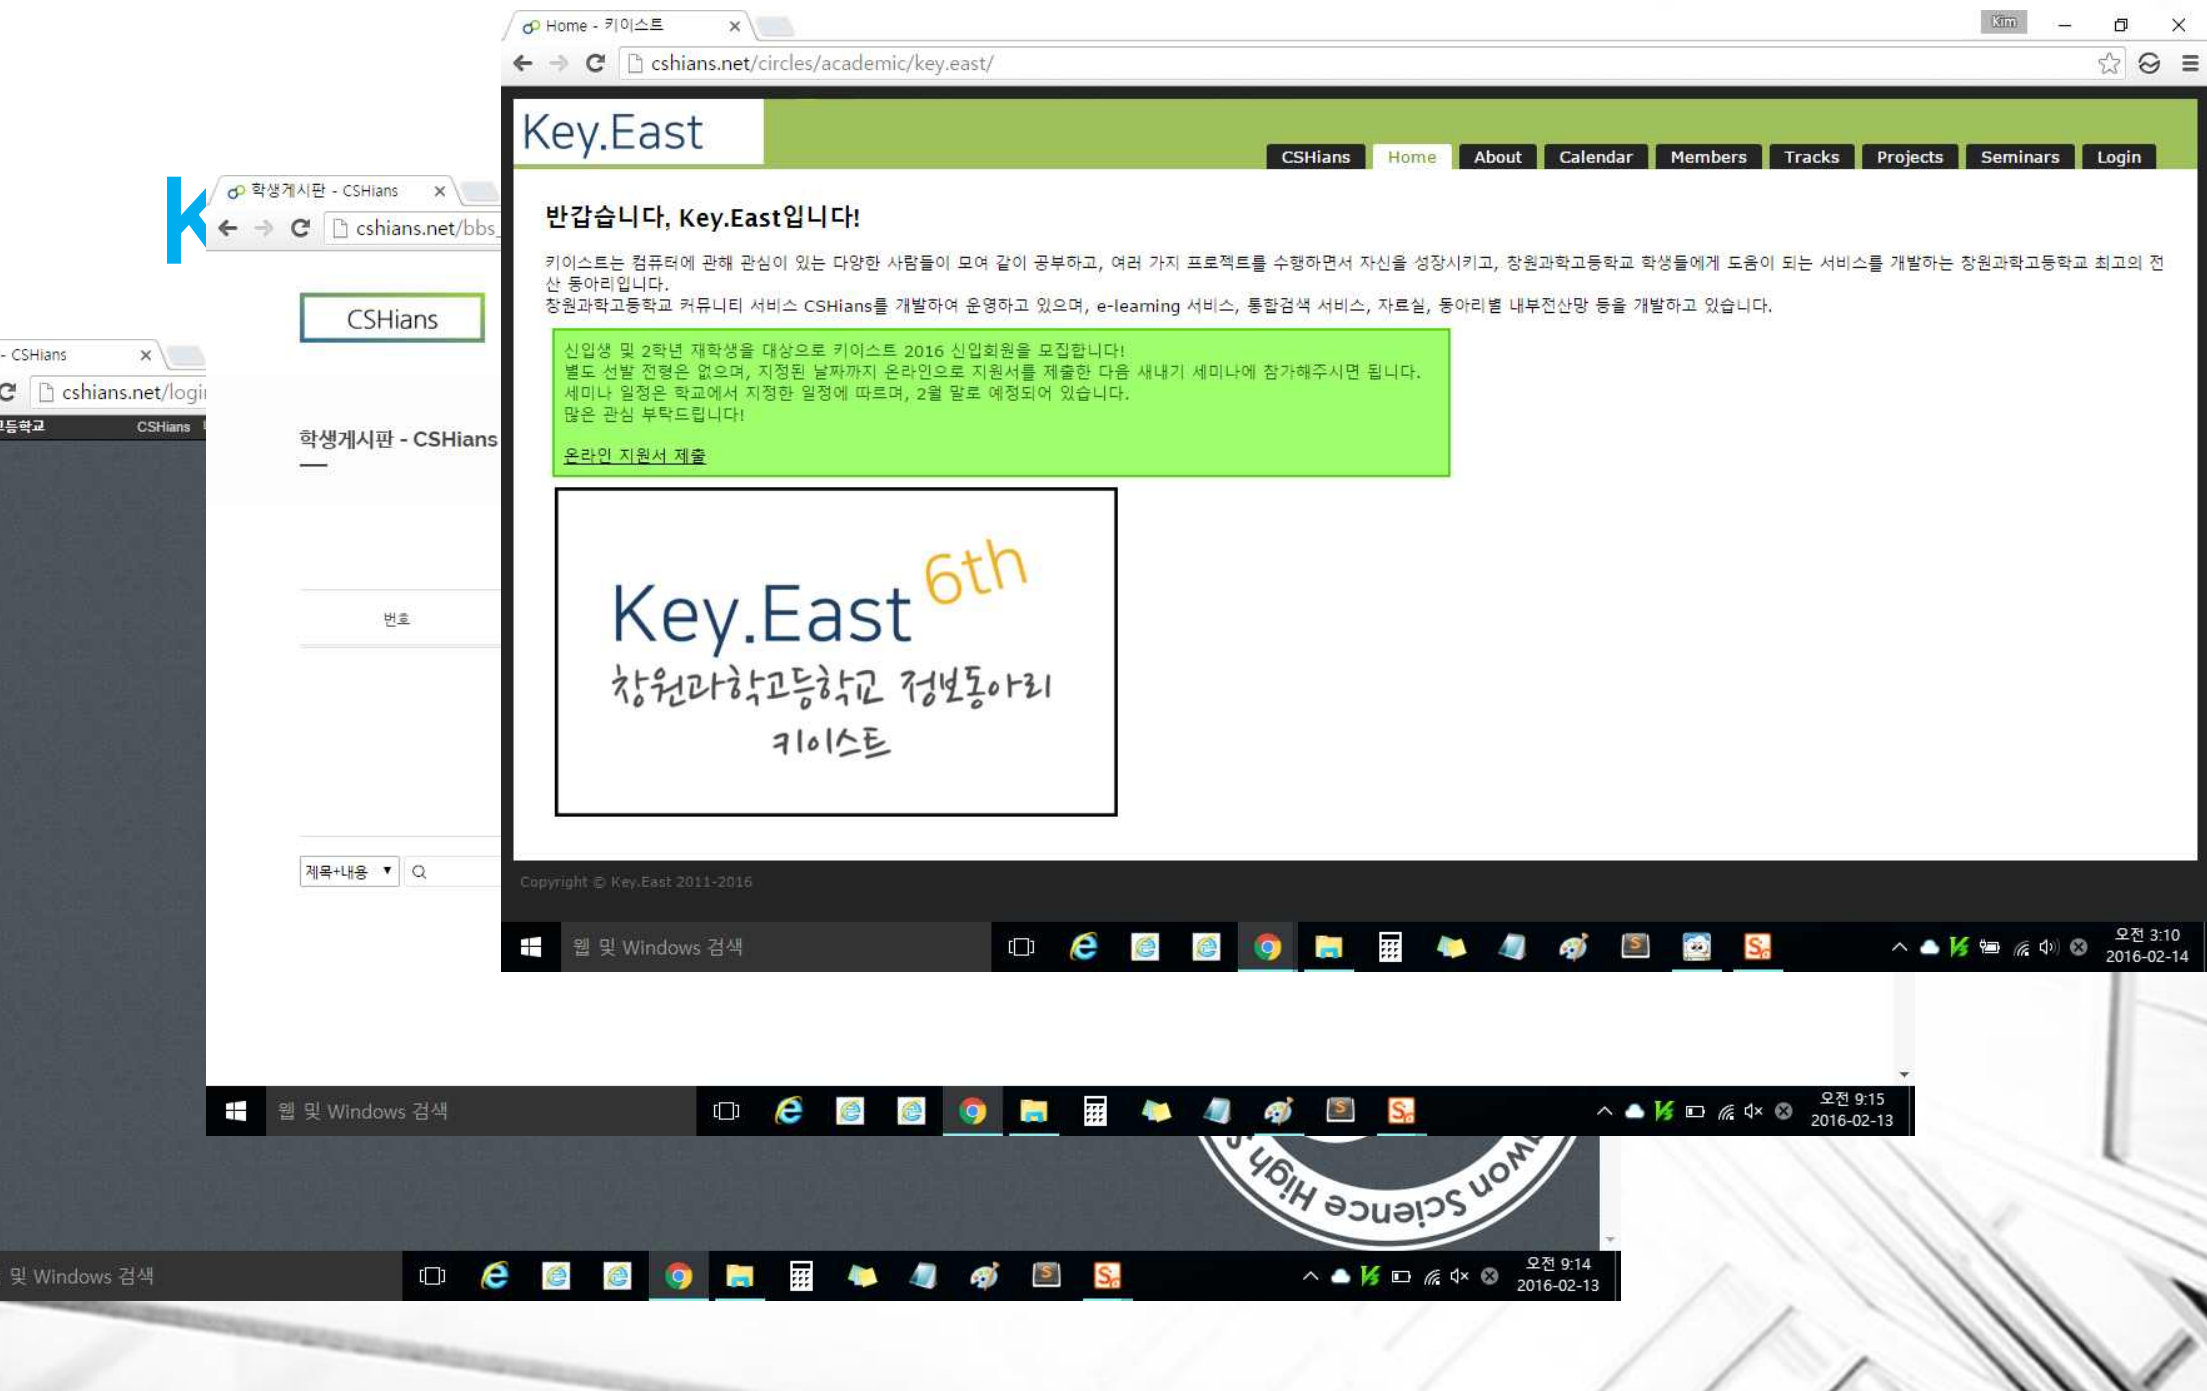 Home - 키이스트
Kim
cshians.net/circles/academic/key.east/
Key.East
CSHians Home About Calendar Members Tracks Projects Seminars Login
반갑습니다, Key.East입니다!
키이스트는 컴퓨터에 관해 관심이 있는 다양한 사람들이 모여 같이 공부하고, 여러 가지 프로젝트를 수행하면서 자신을 성장시키고, 창원과학고등학교 학생들에게 도움이 되는 서비스를 개발하는 창원과학고등학교 최고의 전
산 동아리입니다.
창원과학고등학교 커뮤니티 서비스 CSHians를 개발하여 운영하고 있으며, e-learning 서비스, 통합검색 서비스, 자료실, 동아리별 내부전산망 등을 개발하고 있습니다.
신입생 및 2학년 재학생을 대상으로 키이스트 2016 신입회원을 모집합니다!
별도 선발 전형은 없으며, 지정된 날짜까지 온라인으로 지원서를 제출한 다음 새내기 세미나에 참가해주시면 됩니다.
세미나 일정은 학교에서 지정한 일정에 따르며, 2월 말로 예정되어 있습니다.
많은 관심 부탁드립니다!
온라인 지원서 제출
Key.East 6th
창원과학고등학교 정보동아리
키이스트
Copyright © Key.East 2011-2016
웹 및 Windows 검색
오전 3:10
2016-02-14
K
학생게시판 - CSHians
cshians.net/bbs_
CSHians
학생게시판 - CSHians
번호
제목+내용
웹 및 Windows 검색
오전 9:15
2016-02-13
- CSHians
cshians.net/logi
등학교 CSHians
won Science High S
및 Windows 검색
오전 9:14
2016-02-13